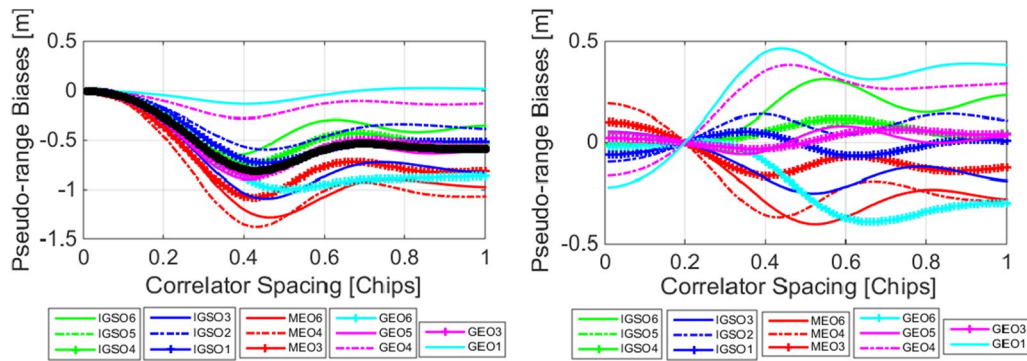 Pseudo-range Biases [m]
0
-0.5
-1
-1.5
0 0.2 0.4 0.6 0.8 1
Correlator Spacing [Chips]
IGSO6
IGSO5
IGSO4
IGSO3
IGSO2
IGSO1
MEO6
MEO4
MEO3
GEO6
GEO5
GEO4
GEO3
GEO1
0.5
Pseudo-range Biases [m]
0.5
0
-0.5
0 0.2 0.4 0.6 0.8 1
Correlator Spacing [Chips]
IGSO6
IGSO5
IGSO4
IGSO3
IGSO2
IGSO1
MEO6
MEO4
MEO3
GEO6
GEO5
GEO4
GEO3
GEO1